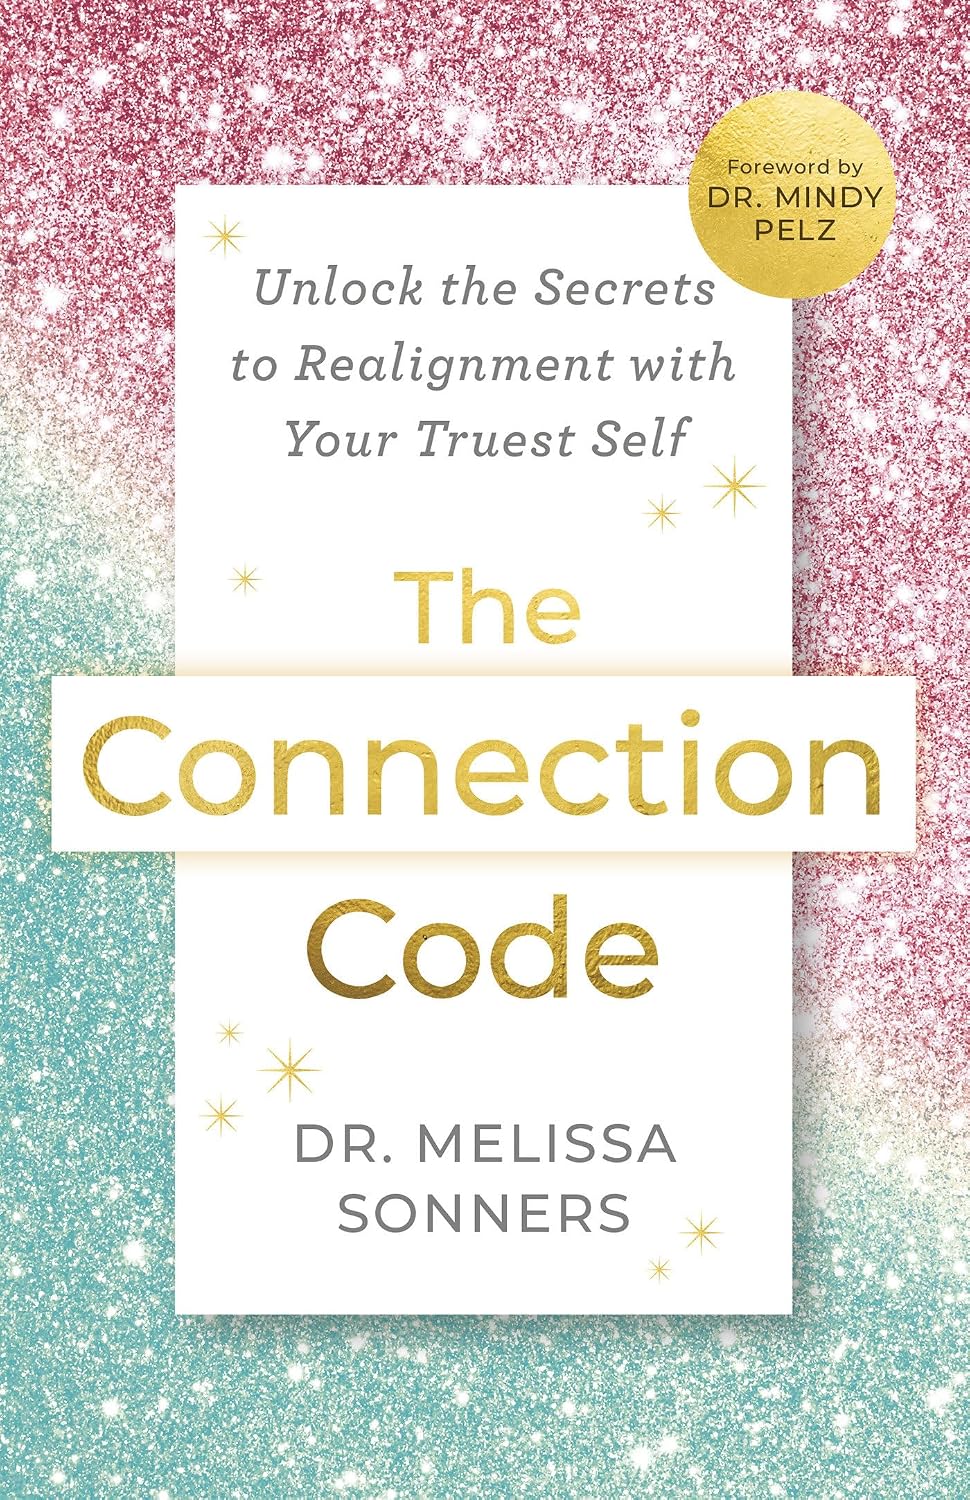 Foreword by
DR. MINDY
PELZ
Unlock the Secrets
to Realignment with
Your Truest Self
The
Connection
Code
DR. MELISSA
SONNERS